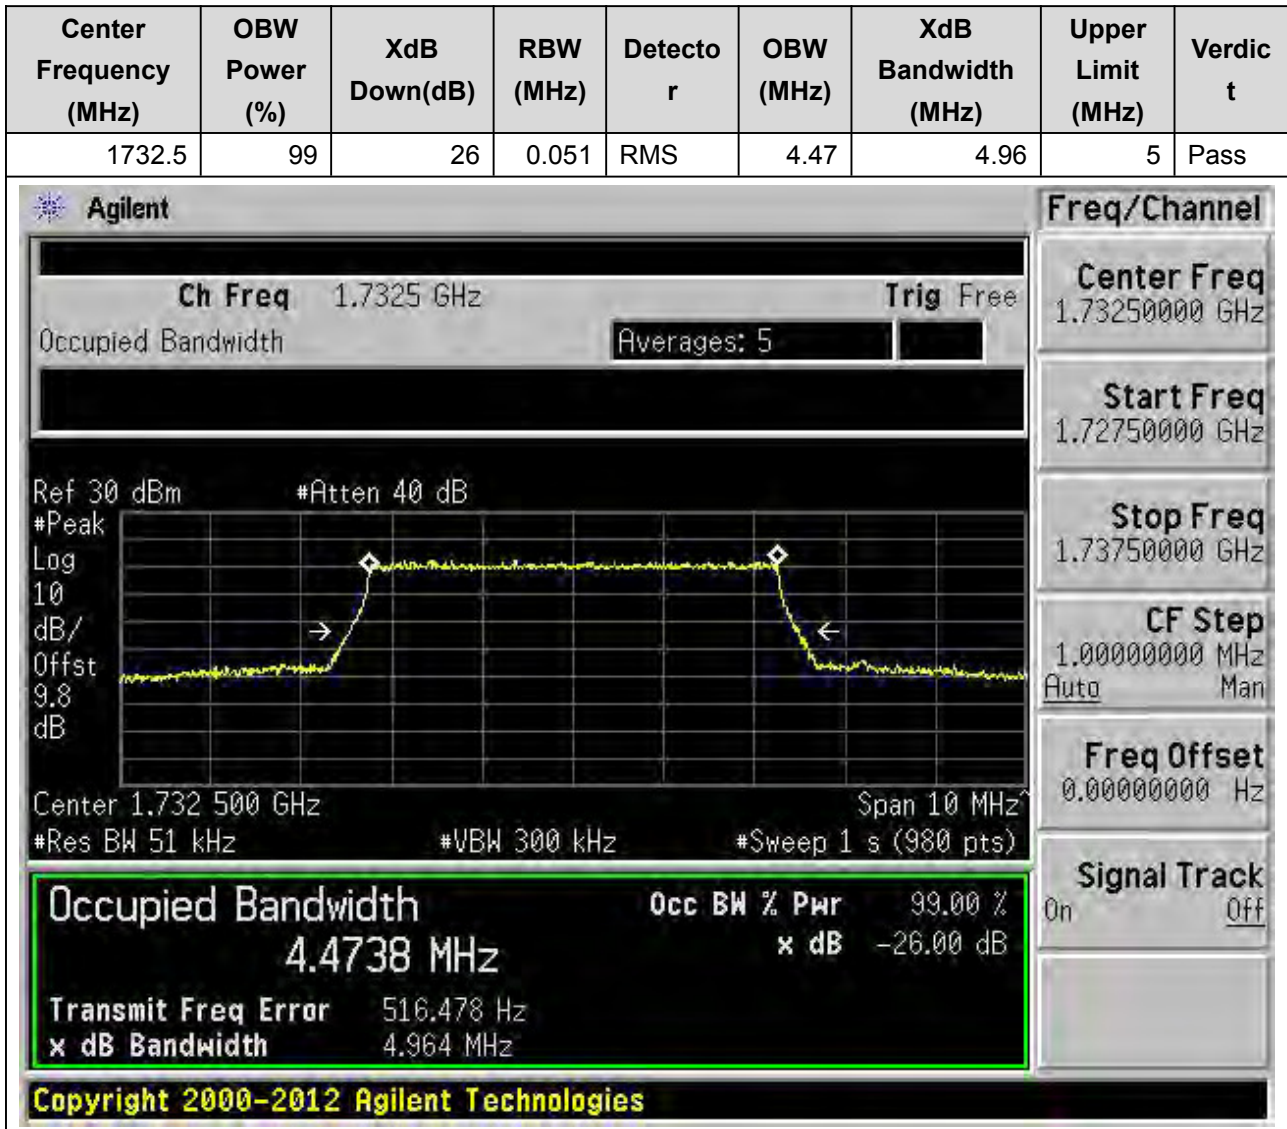 Center Frequency (MHz) OBW Power (%) XdB Down(dB) RBW (MHz) Detector OBW (MHz) XdB Bandwidth (MHz) Upper Limit (MHz) Verdict
1732.5 99 26 0.051 RMS 4.47 4.96 5 Pass
Agilent
Freq/Channel
Ch Freq 1.7325 GHz Trig Free
Occupied Bandwidth Averages: 5
Center Freq
1.73250000 GHz
Start Freq
1.72750000 GHz
Stop Freq
1.73750000 GHz
CF Step
1.00000000 MHz
Auto Man
Freq Offset
0.00000000 Hz
Signal Track
On Off
Ref 30 dBm #Atten 40 dB
#Peak
Log
10
dB/
Offst
9.8
dB
Center 1.732 500 GHz Span 10 MHz^
#Res BW 51 kHz #VBW 300 kHz #Sweep 1 s (980 pts)
Occupied Bandwidth Occ BW % Pwr 99.00 %
4.4738 MHz x dB -26.00 dB
Transmit Freq Error 516.478 Hz
x dB Bandwidth 4.964 MHz
Copyright 2000-2012 Agilent Technologies